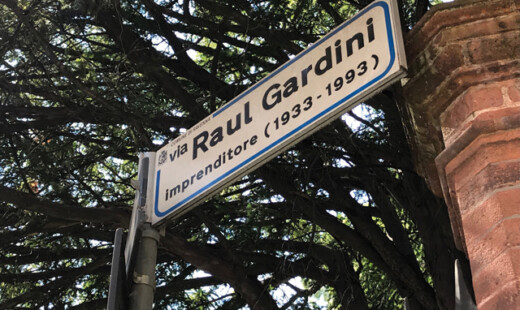 via Raul Gardini
imprenditore (1933-1993)